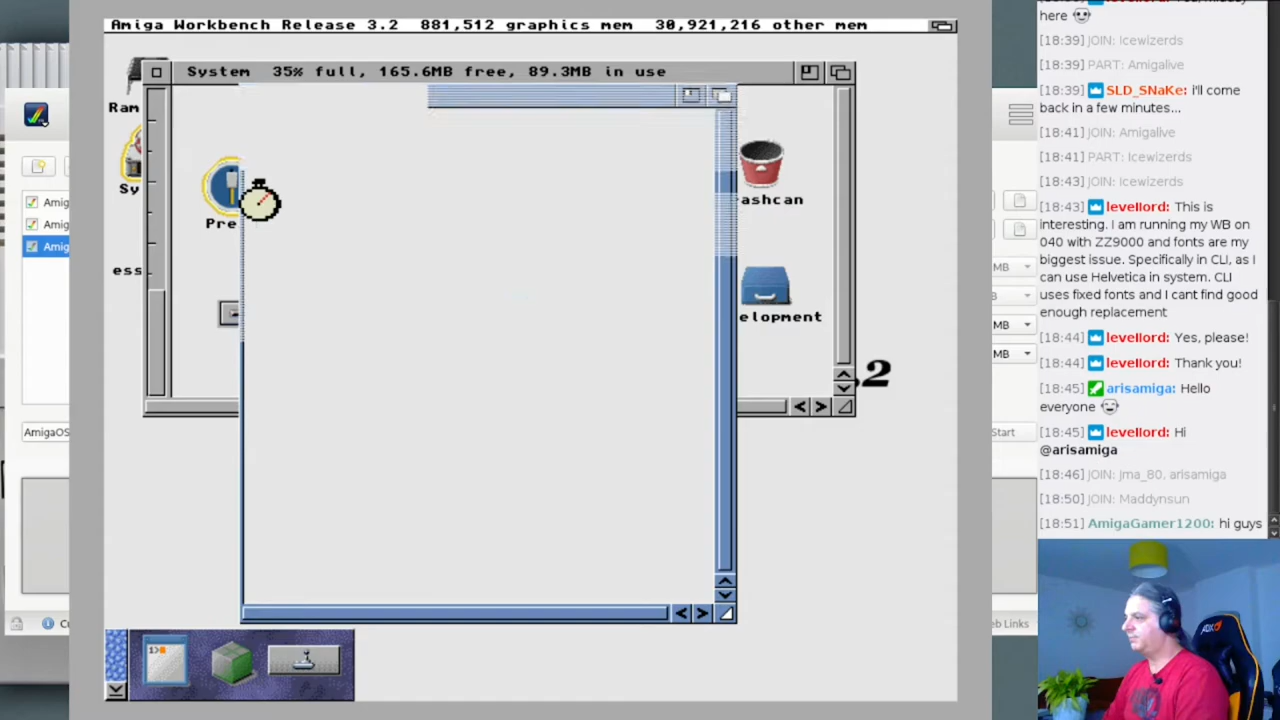 Amiga Workbench Release 3.2 881,512 graphics mem 30,921,216 other mem
System 35% full, 165.6MB free, 89.3MB in use
Ram
Sy
Pre
ess
ashcan
elopment
.2
1>
Amig
Amig
Amig
AmigaOS
Cu
MB
B
MB
MB
Start
eb Links
here
[18:39] JOIN: Icewizerds
[18:39] PART: Amigalive
[18:39] SLD_SNaKe: i'll come
back in a few minutes...
[18:41] JOIN: Amigalive
[18:41] PART: Icewizerds
[18:43] JOIN: Icewizerds
[18:43] levellord: This is
interesting. I am running my WB on
040 with ZZ9000 and fonts are my
biggest issue. Specifically in CLI, as I
can use Helvetica in system. CLI
uses fixed fonts and I cant find good
enough replacement
[18:44] levellord: Yes, please!
[18:44] levellord: Thank you!
[18:45] arisamiga: Hello
everyone
[18:45] levellord: Hi
@arisamiga
[18:46] JOIN: jma_80, arisamiga
[18:50] JOIN: Maddynsun
[18:51] AmigaGamer1200: hi guys